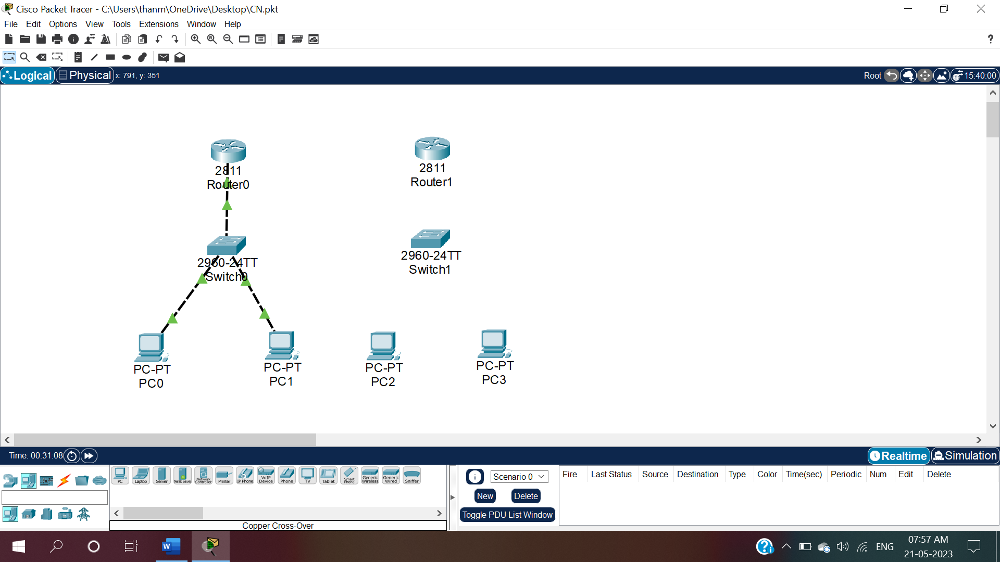 Cisco Packet Tracer - C:\Users\thanm\OneDrive\Desktop\CN.pkt
File Edit Options View Tools Extensions Window Help
?
Logical Physical x: 791, y: 351 Root 15:40:00
2811
Router0
2811
Router1
2960-24TT
Switch0
2960-24TT
Switch1
PC-PT
PC0
PC-PT
PC1
PC-PT
PC2
PC-PT
PC3
Time: 00:31:08 Realtime Simulation
PC Laptop Server Meraki Server Network Controller Printer IP Phone VoIP Device Phone TV Tablet Smart Phone Generic Wireless Generic Wired Sniffer
Copper Cross-Over
Scenario 0
New Delete
Toggle PDU List Window
Fire Last Status Source Destination Type Color Time(sec) Periodic Num Edit Delete
W
ENG
07:57 AM
21-05-2023